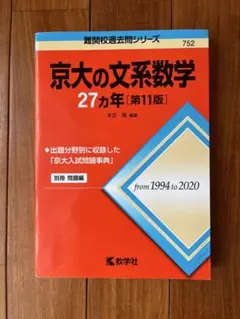 難関校過去問シリーズ
752
京大の文系数学
27カ年［第11版］
編著
◆出題分野別に収録した
「京大入試問題事典」
別冊 問題編
from 1994 to 2020
教学社